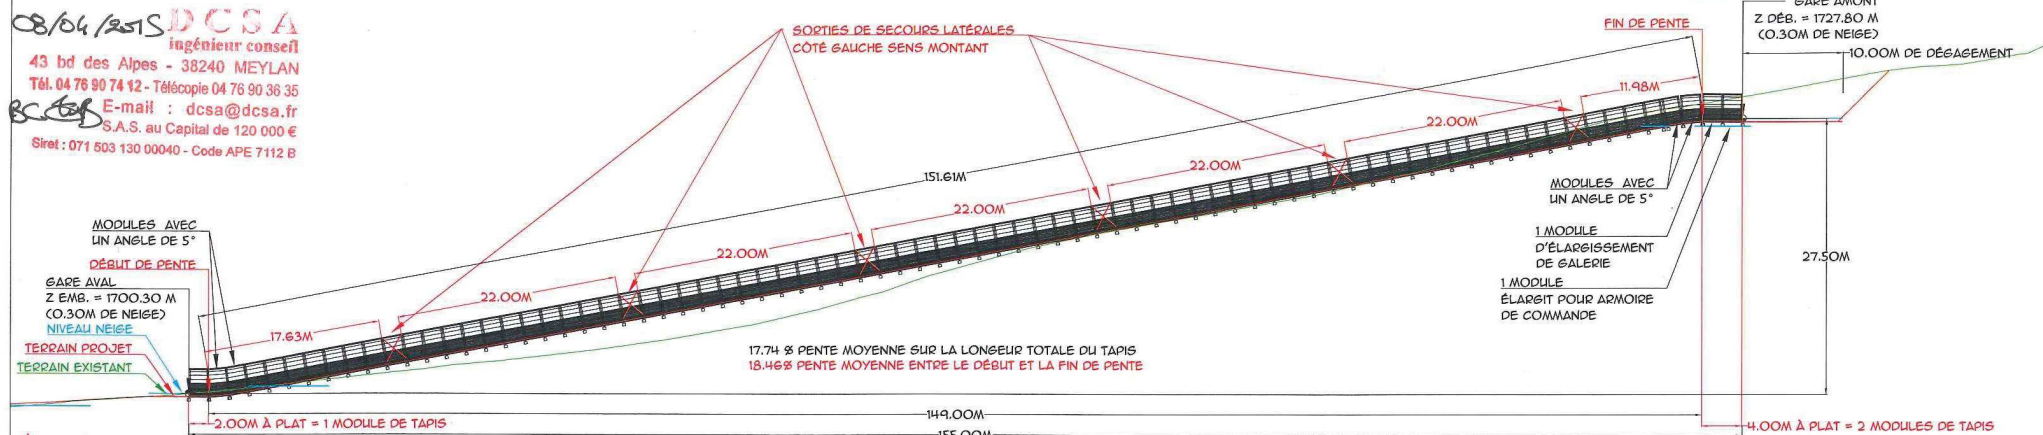 08/04/2015
DCSA
ingénieur conseil
43 bd des Alpes - 38240 MEYLAN
Tél. 04 76 90 74 12 - Télécopie 04 76 90 36 35
E-mail : dcsa@dcsa.fr
S.A.S. au Capital de 120 000 €
Siret : 071 503 130 00040 - Code APE 7112 B
SORTIES DE SECOURS LATÉRALES
CÔTÉ GAUCHE SENS MONTANT
FIN DE PENTE
GARE AMONT
Z DÉB. = 1727.80 M
(0.30M DE NEIGE)
10.00M DE DÉGAGEMENT
11.98M
22.00M
22.00M
22.00M
22.00M
22.00M
17.63M
151.61M
MODULES AVEC
UN ANGLE DE 5°
DÉBUT DE PENTE
GARE AVAL
Z EMB. = 1700.30 M
(0.30M DE NEIGE)
NIVEAU NEIGE
TERRAIN PROJET
TERRAIN EXISTANT
MODULES AVEC
UN ANGLE DE 5°
1 MODULE
D'ÉLARGISSEMENT
DE GALERIE
1 MODULE
ÉLARGIT POUR ARMOIRE
DE COMMANDE
27.50M
17.74 % PENTE MOYENNE SUR LA LONGEUR TOTALE DU TAPIS
18.46% PENTE MOYENNE ENTRE LE DÉBUT ET LA FIN DE PENTE
149.00M
2.00M À PLAT = 1 MODULE DE TAPIS
4.00M À PLAT = 2 MODULES DE TAPIS
155.00M